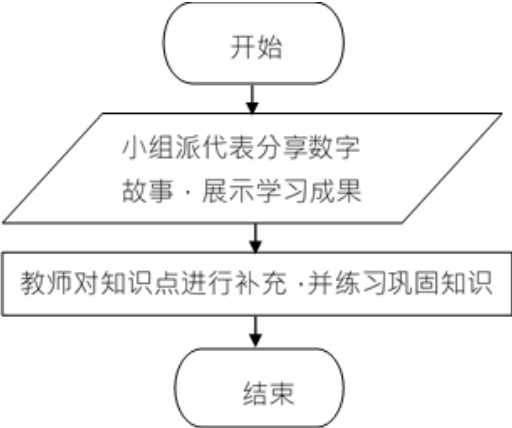 开始
小组派代表分享数字
故事，展示学习成果
教师对知识点进行补充，并练习巩固知识
结束